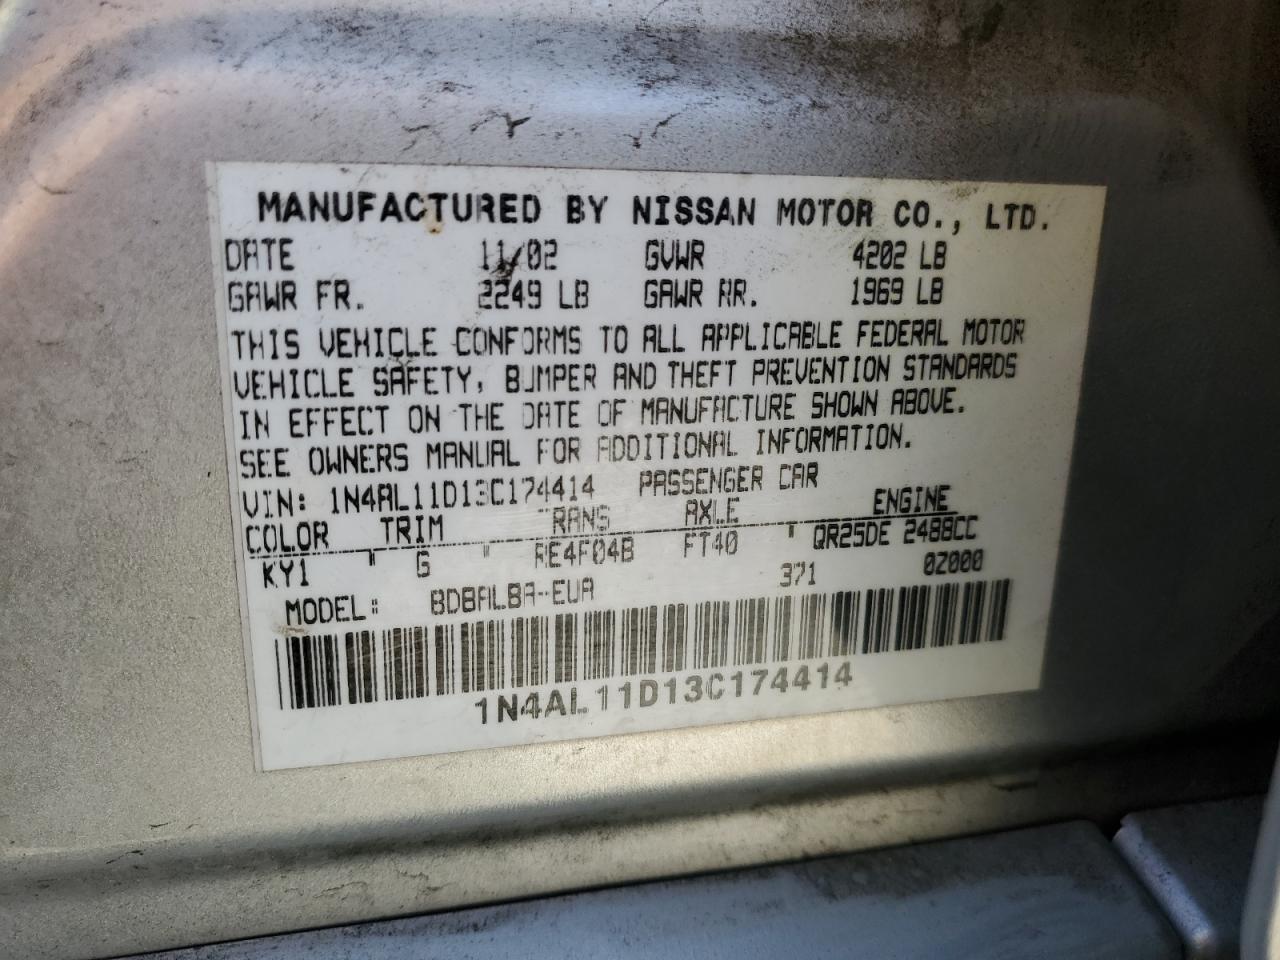 MANUFACTURED BY NISSAN MOTOR CO., LTD.
DATE 11/02 GVWR 4202 LB
GAWR FR. 2249 LB GAWR RR. 1969 LB
THIS VEHICLE CONFORMS TO ALL APPLICABLE FEDERAL MOTOR
VEHICLE SAFETY, BUMPER AND THEFT PREVENTION STANDARDS
IN EFFECT ON THE DATE OF MANUFACTURE SHOWN ABOVE.
SEE OWNERS MANUAL FOR ADDITIONAL INFORMATION.
VIN: 1N4AL11D13C174414 PASSENGER CAR
COLOR TRIM TRANS AXLE ENGINE
KY1 " G " RE4F04B FT40 " QR25DE 2488CC
MODEL: BDBALBA-EUA 371 02000
1N4AL11D13C174414